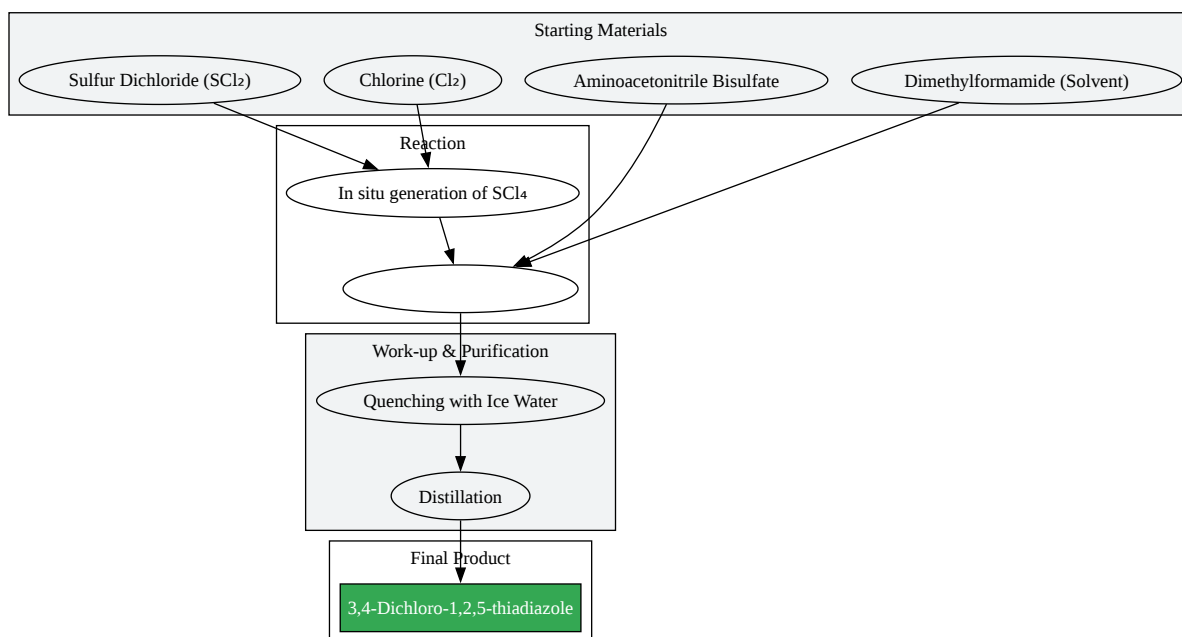 Starting Materials
Sulfur Dichloride (SCl₂)
Chlorine (Cl₂)
Aminoacetonitrile Bisulfate
Dimethylformamide (Solvent)
Reaction
In situ generation of SCl₄
Work-up & Purification
Quenching with Ice Water
Distillation
Final Product
3,4-Dichloro-1,2,5-thiadiazole